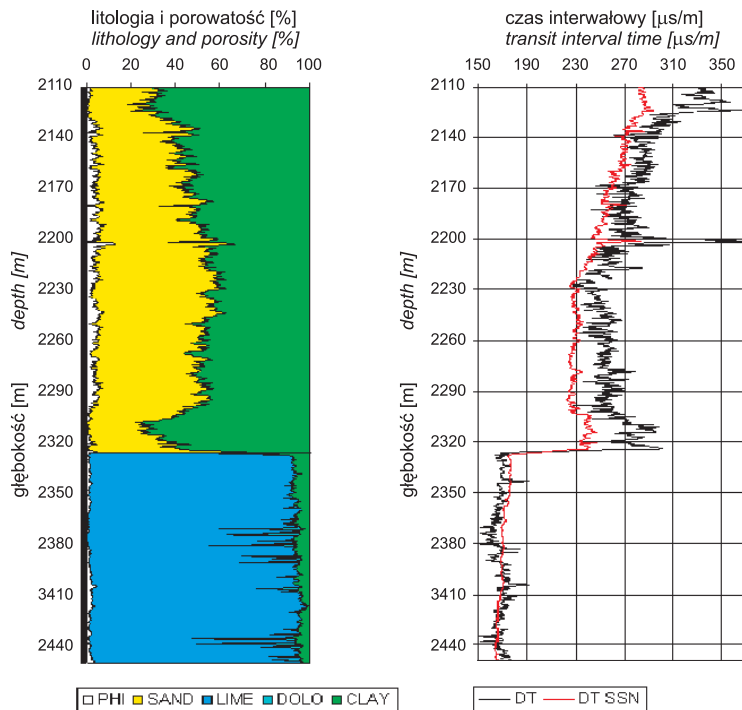 litologia i porowatość [%]
lithology and porosity [%]
0 20 40 60 80 100
2110
2140
2170
2200
2230
2260
2290
2320
2350
2380
2410
2440
głębokość [m] depth [m]
PHI SAND LIME DOLO CLAY
czas interwałowy [μs/m]
transit interval time [μs/m]
150 190 230 270 310 350
2110
2140
2170
2200
2230
2260
2290
2320
2350
2380
2410
2440
głębokość [m] depth [m]
DT DT SSN